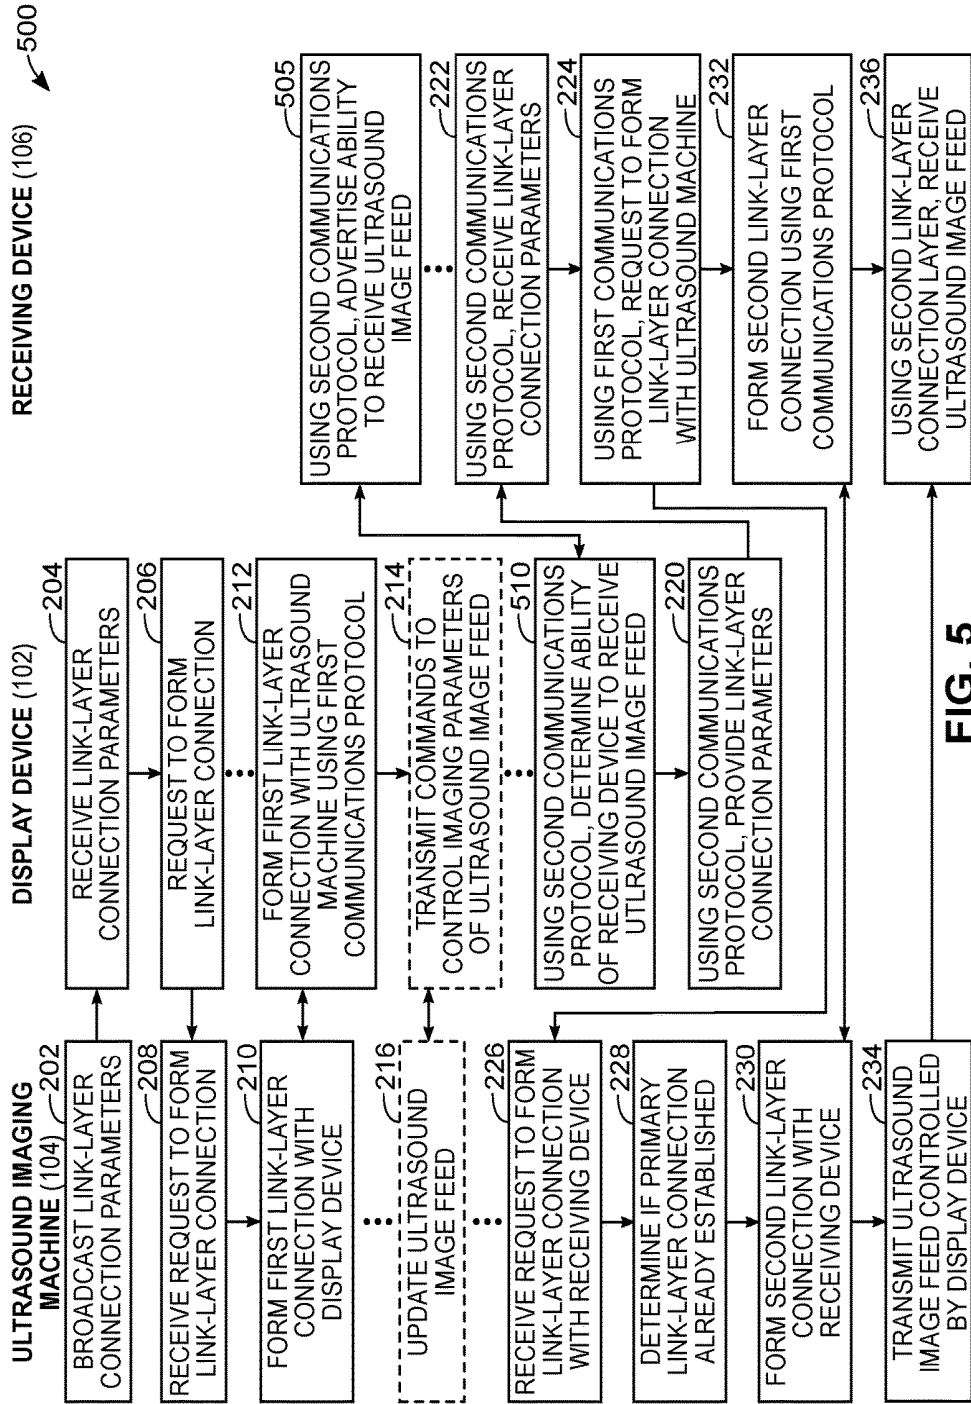 500
ULTRASOUND IMAGING
MACHINE (104)
202
BROADCAST LINK-LAYER
CONNECTION PARAMETERS
208
RECEIVE REQUEST TO FORM
LINK-LAYER CONNECTION
210
FORM FIRST LINK-LAYER
CONNECTION WITH
DISPLAY DEVICE
216
UPDATE ULTRASOUND
IMAGE FEED
226
RECEIVE REQUEST TO FORM
LINK-LAYER CONNECTION
WITH RECEIVING DEVICE
228
DETERMINE IF PRIMARY
LINK-LAYER CONNECTION
ALREADY ESTABLISHED
230
FORM SECOND LINK-LAYER
CONNECTION WITH
RECEIVING DEVICE
234
TRANSMIT ULTRASOUND
IMAGE FEED CONTROLLED
BY DISPLAY DEVICE
DISPLAY DEVICE (102)
204
RECEIVE LINK-LAYER
CONNECTION PARAMETERS
206
REQUEST TO FORM
LINK-LAYER CONNECTION
212
FORM FIRST LINK-LAYER
CONNECTION WITH ULTRASOUND
MACHINE USING FIRST
COMMUNICATIONS PROTOCOL
214
TRANSMIT COMMANDS TO
CONTROL IMAGING PARAMETERS
OF ULTRASOUND IMAGE FEED
510
USING SECOND COMMUNICATIONS
PROTOCOL, DETERMINE ABILITY
OF RECEIVING DEVICE TO RECEIVE
UTLRASOUND IMAGE FEED
220
USING SECOND COMMUNICATIONS
PROTOCOL, PROVIDE LINK-LAYER
CONNECTION PARAMETERS
RECEIVING DEVICE (106)
505
USING SECOND COMMUNICATIONS
PROTOCOL, ADVERTISE ABILITY
TO RECEIVE ULTRASOUND
IMAGE FEED
222
USING SECOND COMMUNICATIONS
PROTOCOL, RECEIVE LINK-LAYER
CONNECTION PARAMETERS
224
USING FIRST COMMUNICATIONS
PROTOCOL, REQUEST TO FORM
LINK-LAYER CONNECTION
WITH ULTRASOUND MACHINE
232
FORM SECOND LINK-LAYER
CONNECTION USING FIRST
COMMUNICATIONS PROTOCOL
236
USING SECOND LINK-LAYER
CONNECTION LAYER, RECEIVE
ULTRASOUND IMAGE FEED
FIG. 5